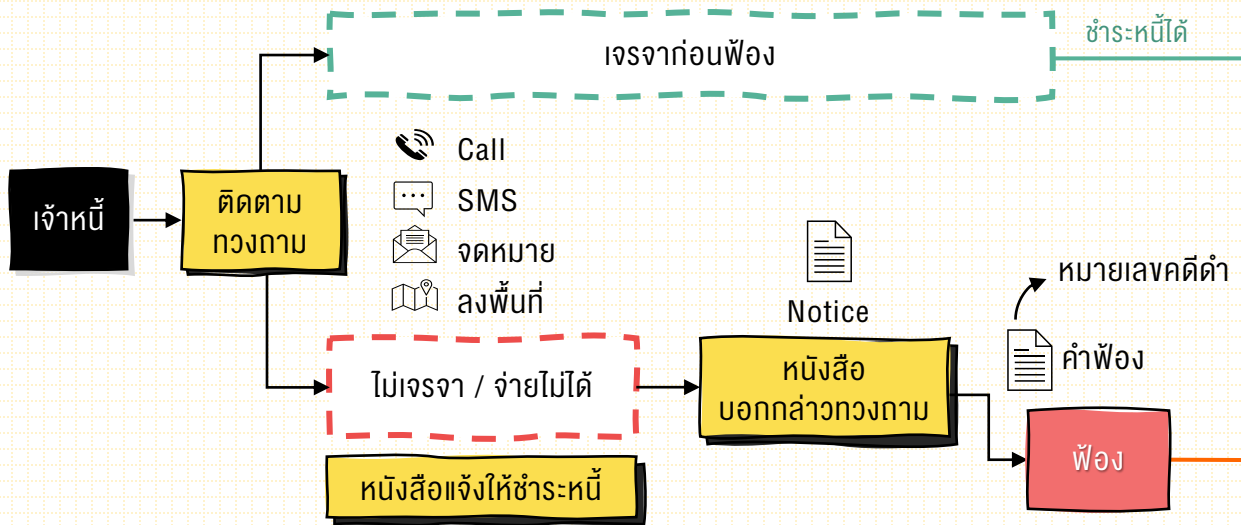 เจรจาก่อนฟ้อง
ชำระหนี้ได้
Call
SMS
จดหมาย
ลงพื้นที่
เจ้าหนี้
ติดตาม
ทวงถาม
Notice
หมายเลขคดีดำ
คำฟ้อง
ไม่เจรจา / จ่ายไม่ได้
หนังสือ
บอกกล่าวทวงถาม
ฟ้อง
หนังสือแจ้งให้ชำระหนี้